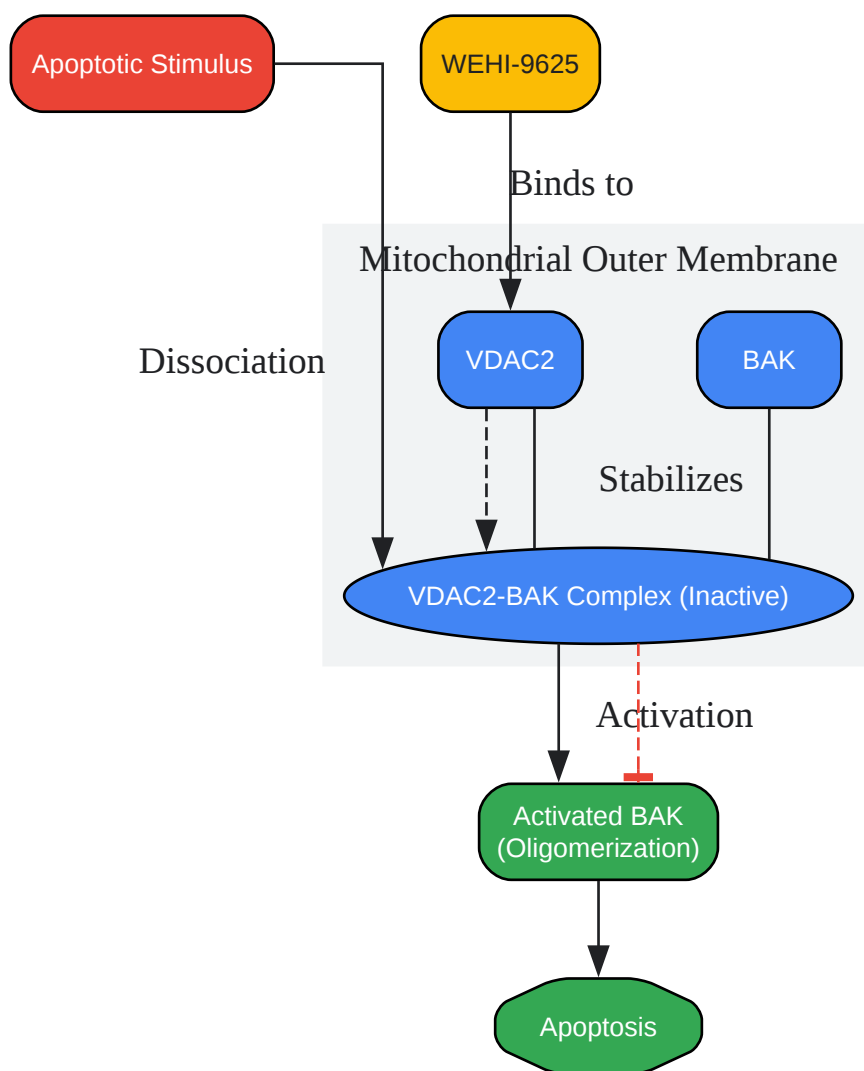 Apoptotic Stimulus
WEHI-9625
Binds to
Mitochondrial Outer Membrane
Dissociation
VDAC2
BAK
Stabilizes
VDAC2-BAK Complex (Inactive)
Activation
Activated BAK
(Oligomerization)
Apoptosis